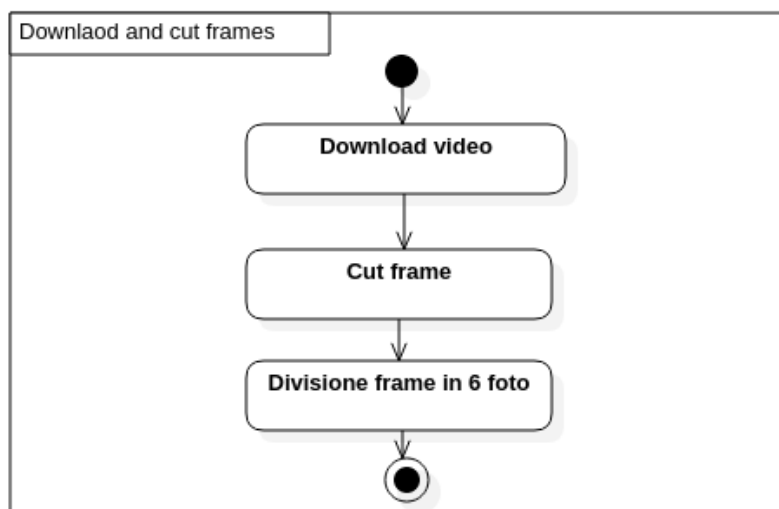 Downlaod and cut frames
Download video
Cut frame
Divisione frame in 6 foto